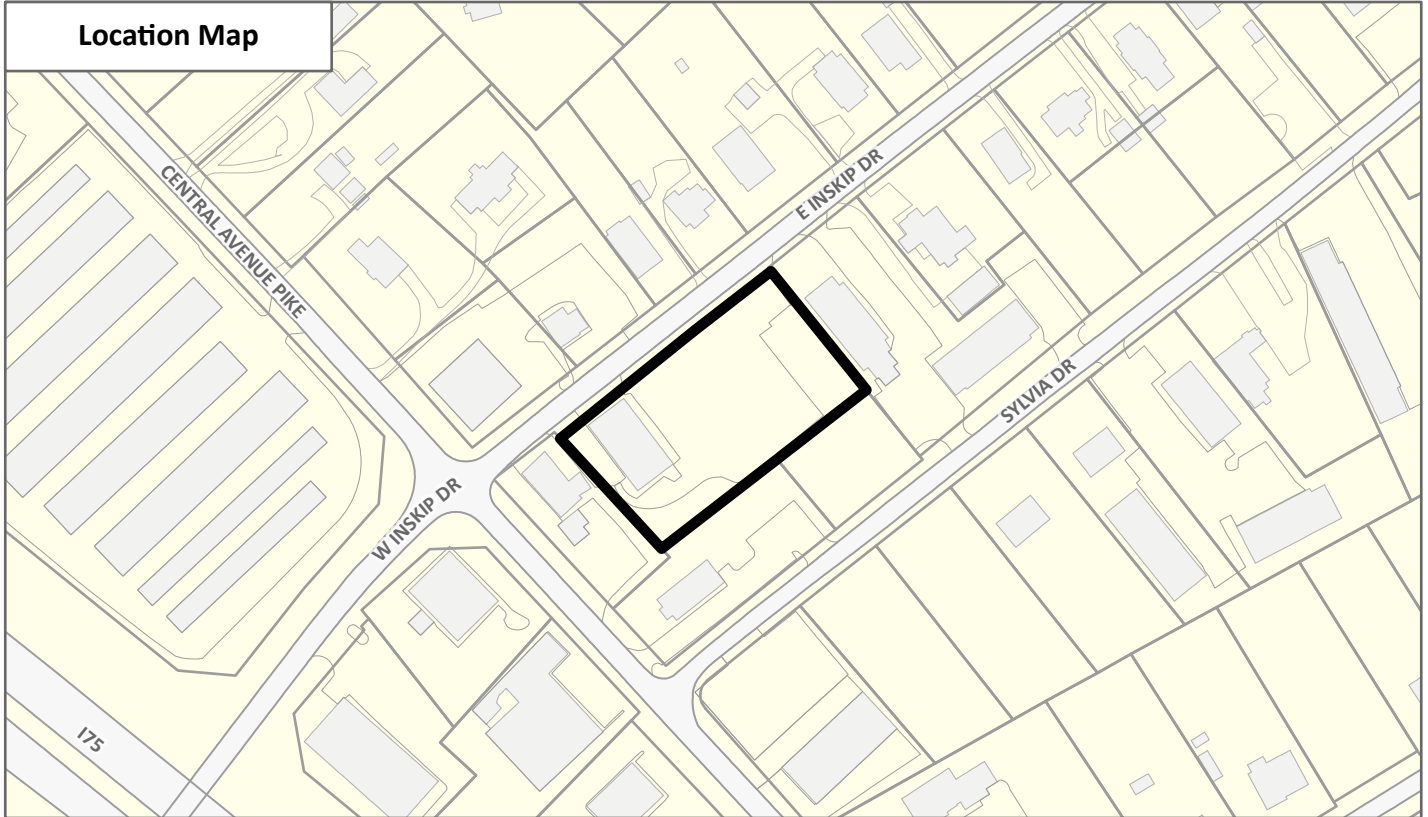 Location Map
CENTRAL AVENUE PIKE
E INSKIP DR
SYLVIA DR
W INSKIP DR
I75